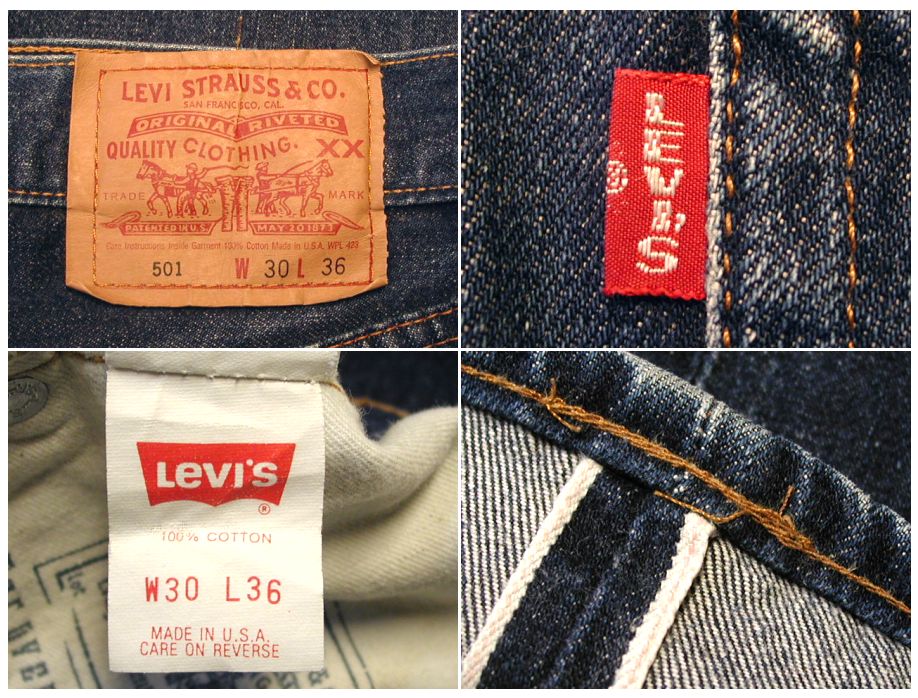 LEVI STRAUSS & CO.
SAN FRANCISCO, CAL.
ORIGINAL RIVETED
QUALITY CLOTHING. XX
TRADE MARK
PATENTED IN U.S. MAY 20 1873
Care Instructions Inside Garment 100% Cotton Made in U.S.A. WPL 423
501 W 30 L 36
LEVI'S
®
LEVI'S
®
100% COTTON
W30 L36
MADE IN U.S.A.
CARE ON REVERSE